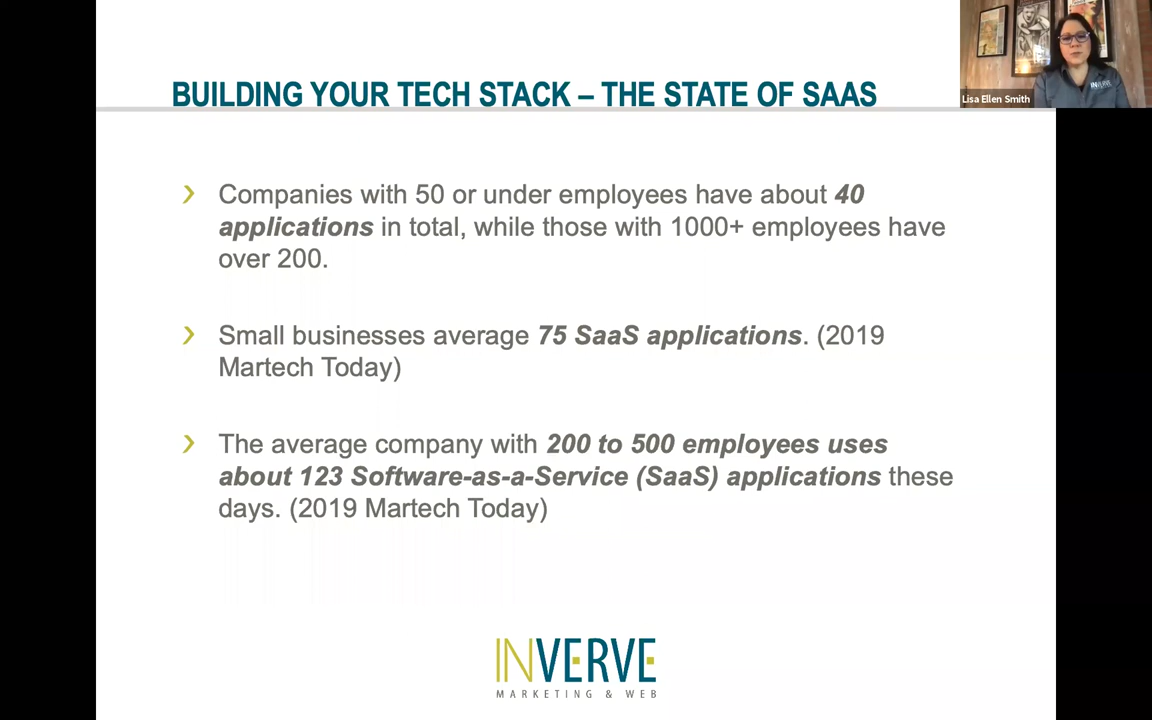 BUILDING YOUR TECH STACK – THE STATE OF SAAS
Lisa Ellen Smith
INVERVE
› Companies with 50 or under employees have about 40
applications in total, while those with 1000+ employees have
over 200.
› Small businesses average 75 SaaS applications. (2019
Martech Today)
› The average company with 200 to 500 employees uses
about 123 Software-as-a-Service (SaaS) applications these
days. (2019 Martech Today)
INVERVE
MARKETING & WEB